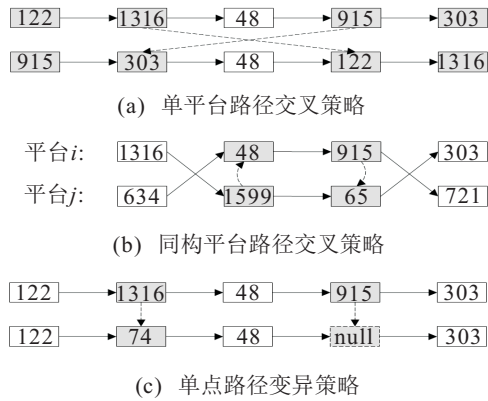 122 1316 48 915 303
915 303 48 122 1316
(a) 单平台路径交叉策略
平台i: 1316 48 915 303
平台j: 634 1599 65 721
(b) 同构平台路径交叉策略
122 1316 48 915 303
122 74 48 null 303
(c) 单点路径变异策略